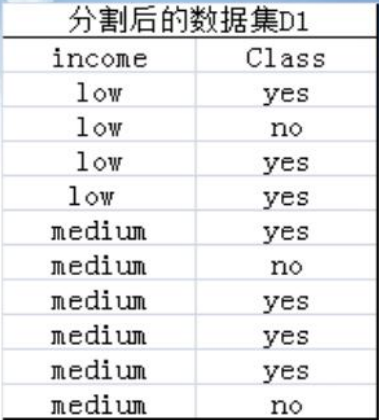 分割后的数据集D1
income Class
low yes
low no
low yes
low yes
medium yes
medium no
medium yes
medium yes
medium yes
medium no